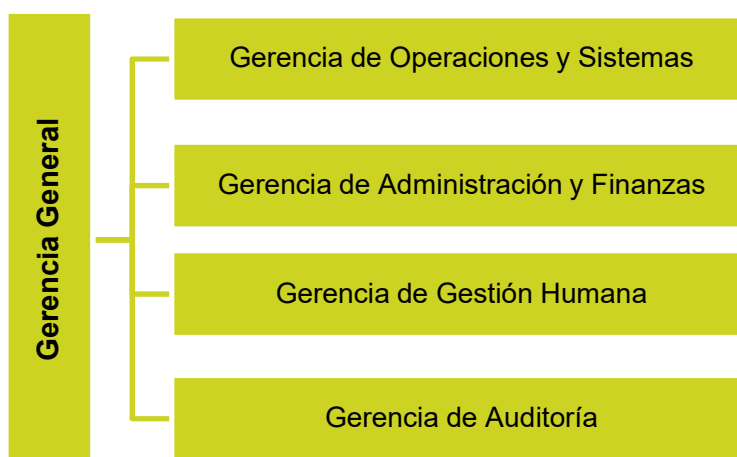 Gerencia General
Gerencia de Operaciones y Sistemas
Gerencia de Administración y Finanzas
Gerencia de Gestión Humana
Gerencia de Auditoría